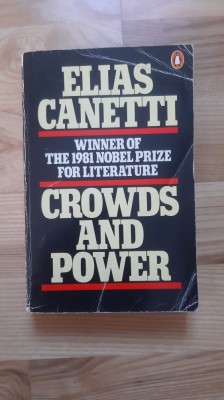 ELIAS
CANETTI
WINNER OF
THE 1981 NOBEL PRIZE
FOR LITERATURE
CROWDS
AND
POWER